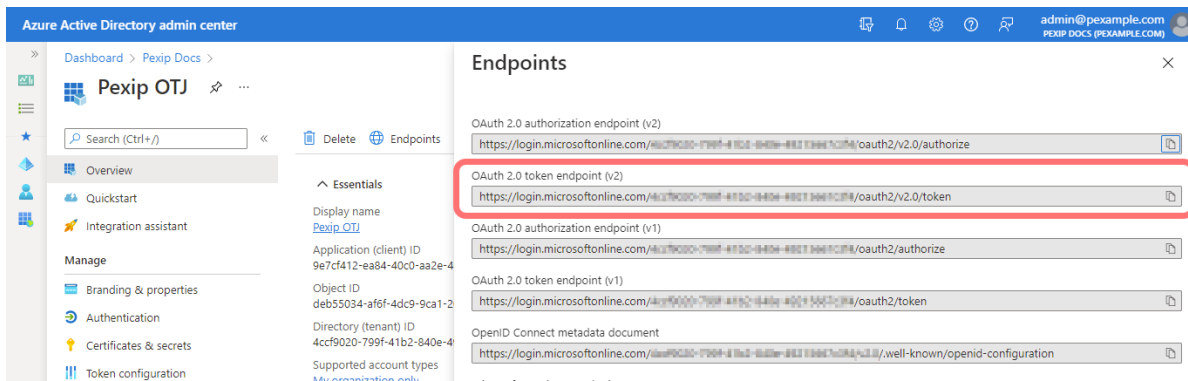 Azure Active Directory admin center
admin@pexample.com
PEXIP DOCS (PEXAMPLE.COM)
Dashboard > Pexip Docs >
Pexip OTJ
Search (Ctrl+/)
Overview
Quickstart
Integration assistant
Manage
Branding & properties
Authentication
Certificates & secrets
Token configuration
Delete
Endpoints
Essentials
Display name
Pexip OTJ
Application (client) ID
9e7cf412-ea84-40c0-aa2e-4
Object ID
deb55034-af6f-4dc9-9ca1-2
Directory (tenant) ID
4ccf9020-799f-41b2-840e-4
Supported account types
My organization only
Endpoints
OAuth 2.0 authorization endpoint (v2)
https://login.microsoftonline.com/ /oauth2/v2.0/authorize
OAuth 2.0 token endpoint (v2)
https://login.microsoftonline.com/ /oauth2/v2.0/token
OAuth 2.0 authorization endpoint (v1)
https://login.microsoftonline.com/ /oauth2/authorize
OAuth 2.0 token endpoint (v1)
https://login.microsoftonline.com/ /oauth2/token
OpenID Connect metadata document
https://login.microsoftonline.com/ /.well-known/openid-configuration